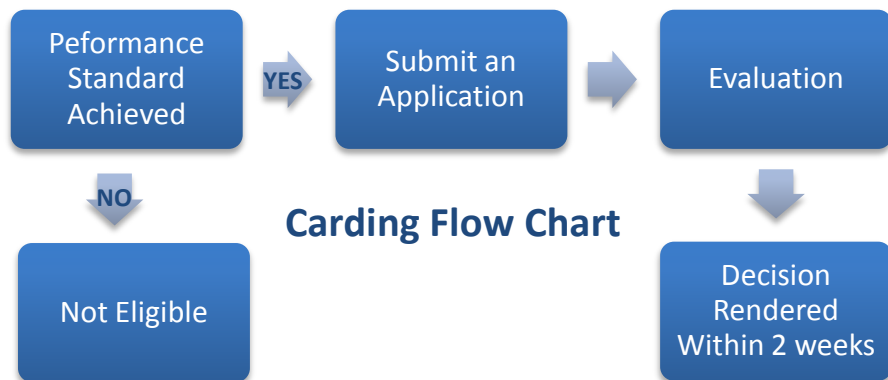 Peformance
Standard
Achieved
YES
Submit an
Application
Evaluation
NO
Carding Flow Chart
Not Eligible
Decision
Rendered
Within 2 weeks